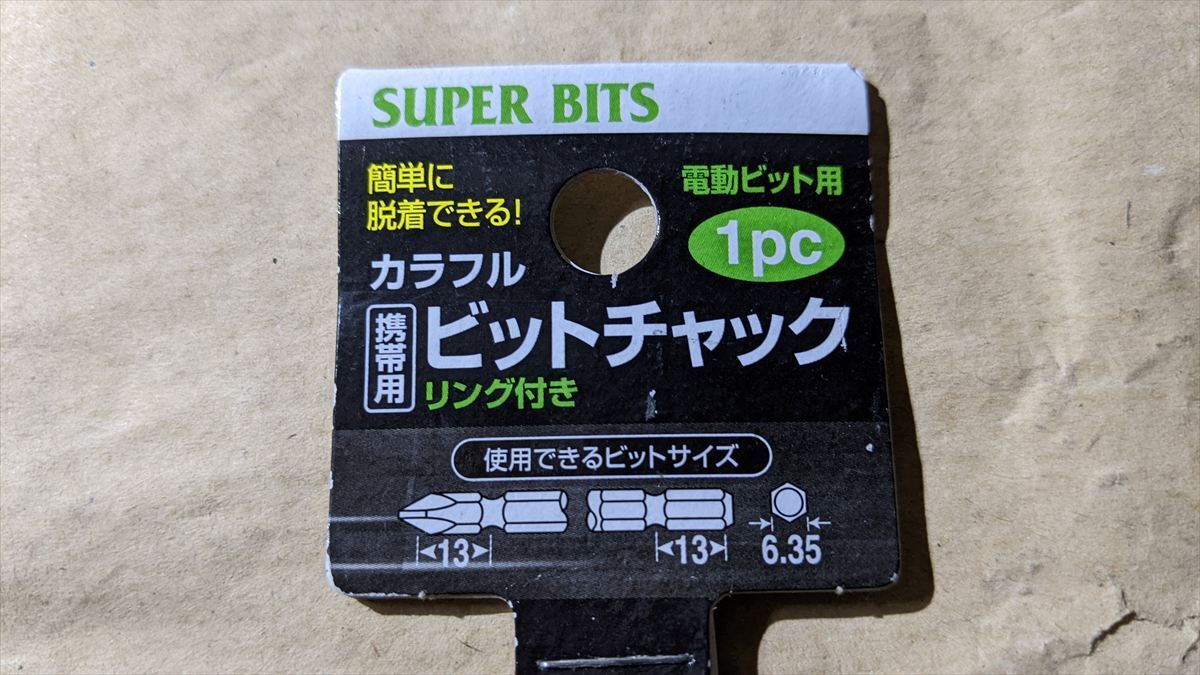 SUPER BITS
簡単に
脱着できる!
電動ビット用
1pc
カラフル
携帯用
ビットチャック
リング付き
使用できるビットサイズ
13
13
6.35